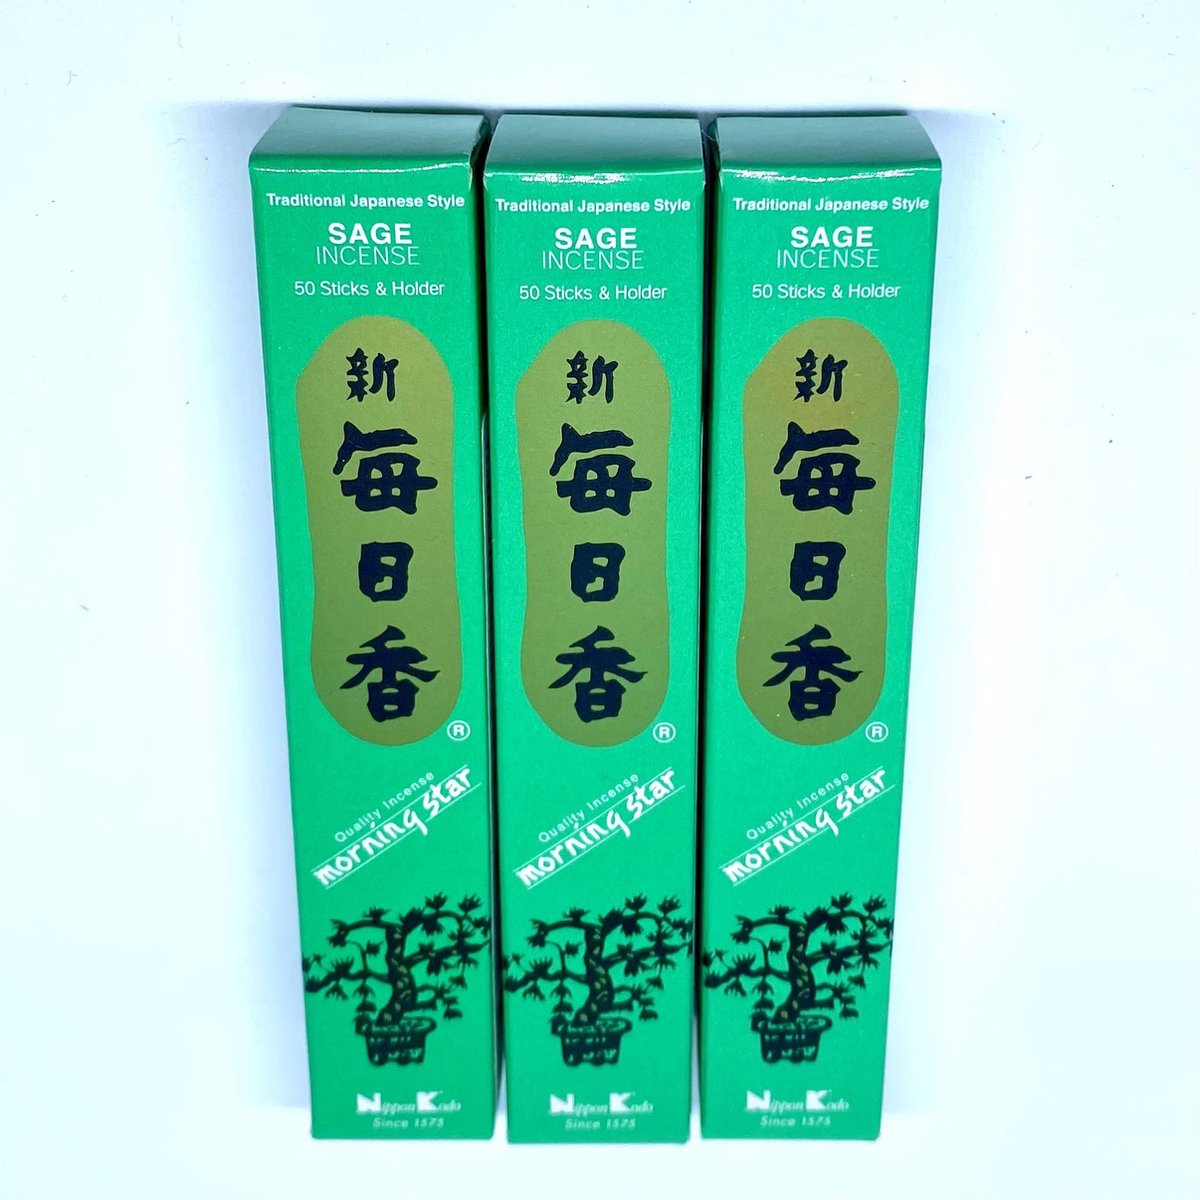 Traditional Japanese Style
SAGE
INCENSE
50 Sticks & Holder
新
毎
日
香
®
Quality Incense
morning star
Nippon Kodo
Since 1575
Traditional Japanese Style
SAGE
INCENSE
50 Sticks & Holder
新
毎
日
香
®
Quality Incense
morning star
Nippon Kodo
Since 1575
Traditional Japanese Style
SAGE
INCENSE
50 Sticks & Holder
新
毎
日
香
®
Quality Incense
morning star
Nippon Kodo
Since 1575